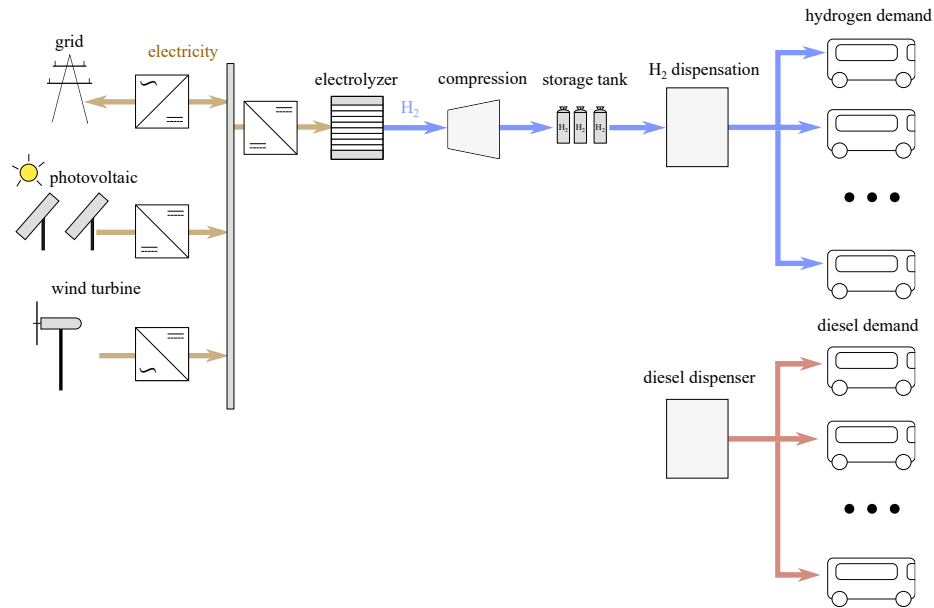 hydrogen demand
grid
electricity
electrolyzer
compression
storage tank
H₂ dispensation
H₂
H₂ H₂ H₂
photovoltaic
wind turbine
diesel demand
diesel dispenser